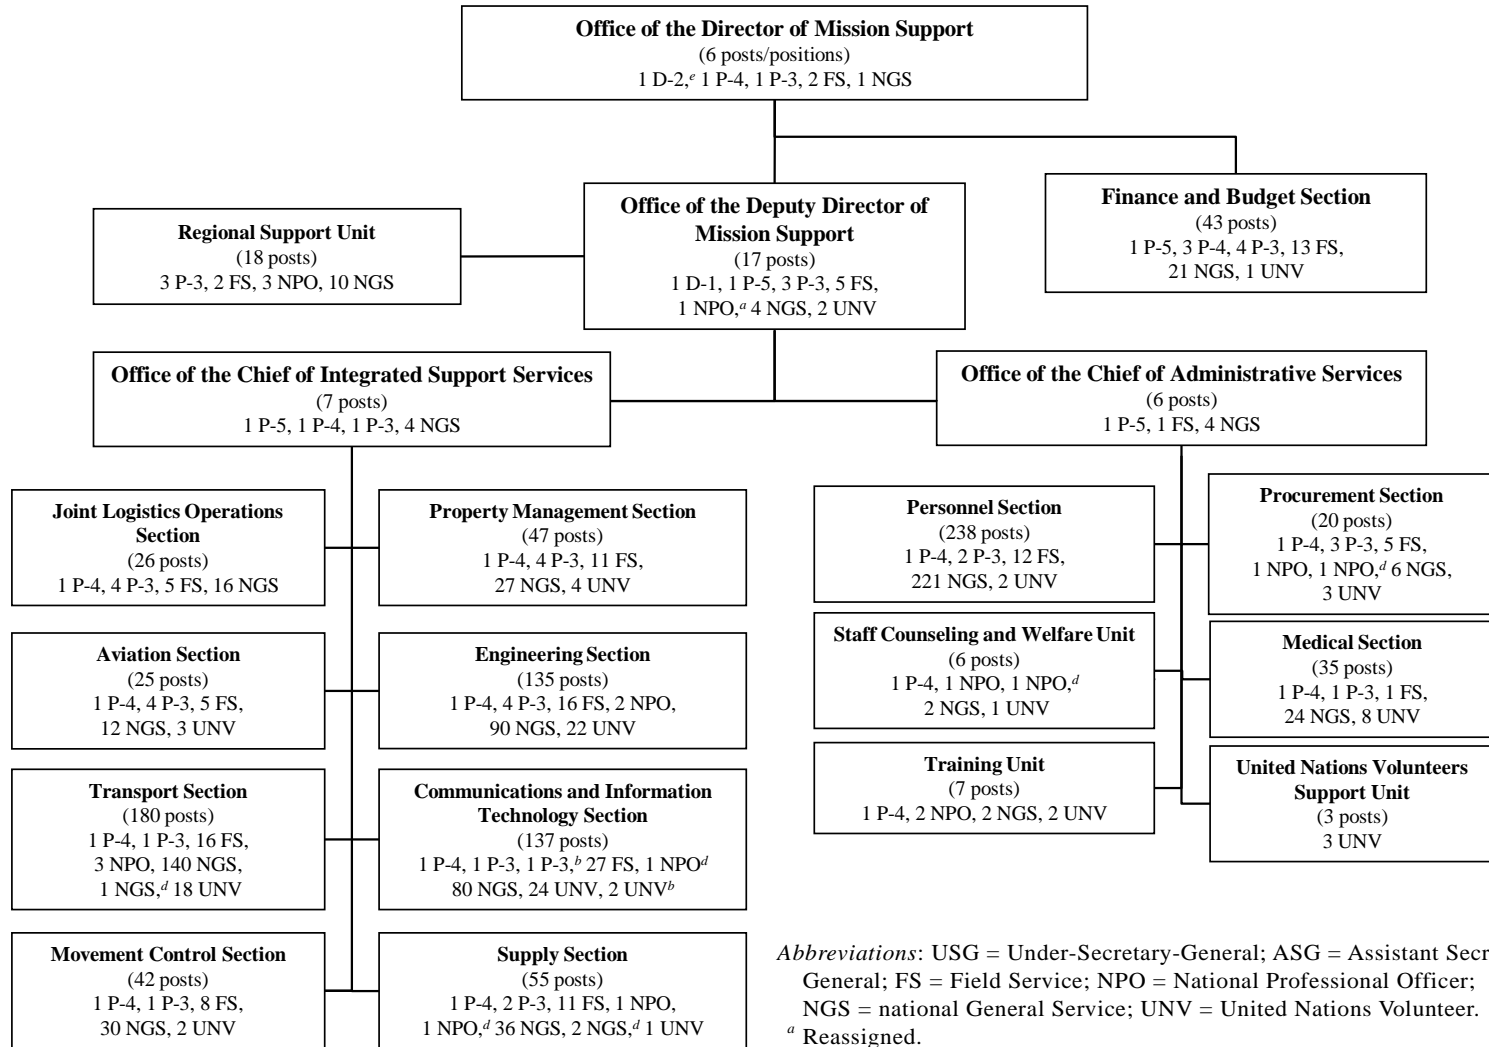 Office of the Director of Mission Support
(6 posts/positions)
1 D-2,ᵉ 1 P-4, 1 P-3, 2 FS, 1 NGS
Regional Support Unit
(18 posts)
3 P-3, 2 FS, 3 NPO, 10 NGS
Office of the Deputy Director of
Mission Support
(17 posts)
1 D-1, 1 P-5, 3 P-3, 5 FS,
1 NPO,ᵃ 4 NGS, 2 UNV
Finance and Budget Section
(43 posts)
1 P-5, 3 P-4, 4 P-3, 13 FS,
21 NGS, 1 UNV
Office of the Chief of Integrated Support Services
(7 posts)
1 P-5, 1 P-4, 1 P-3, 4 NGS
Office of the Chief of Administrative Services
(6 posts)
1 P-5, 1 FS, 4 NGS
Joint Logistics Operations
Section
(26 posts)
1 P-4, 4 P-3, 5 FS, 16 NGS
Property Management Section
(47 posts)
1 P-4, 4 P-3, 11 FS,
27 NGS, 4 UNV
Aviation Section
(25 posts)
1 P-4, 4 P-3, 5 FS,
12 NGS, 3 UNV
Engineering Section
(135 posts)
1 P-4, 4 P-3, 16 FS, 2 NPO,
90 NGS, 22 UNV
Transport Section
(180 posts)
1 P-4, 1 P-3, 16 FS,
3 NPO, 140 NGS,
1 NGS,ᵈ 18 UNV
Communications and Information
Technology Section
(137 posts)
1 P-4, 1 P-3, 1 P-3,ᵇ 27 FS, 1 NPOᵈ
80 NGS, 24 UNV, 2 UNVᵇ
Movement Control Section
(42 posts)
1 P-4, 1 P-3, 8 FS,
30 NGS, 2 UNV
Supply Section
(55 posts)
1 P-4, 2 P-3, 11 FS, 1 NPO,
1 NPO,ᵈ 36 NGS, 2 NGS,ᵈ 1 UNV
Personnel Section
(238 posts)
1 P-4, 2 P-3, 12 FS,
221 NGS, 2 UNV
Procurement Section
(20 posts)
1 P-4, 3 P-3, 5 FS,
1 NPO, 1 NPO,ᵈ 6 NGS,
3 UNV
Staff Counseling and Welfare Unit
(6 posts)
1 P-4, 1 NPO, 1 NPO,ᵈ
2 NGS, 1 UNV
Medical Section
(35 posts)
1 P-4, 1 P-3, 1 FS,
24 NGS, 8 UNV
Training Unit
(7 posts)
1 P-4, 2 NPO, 2 NGS, 2 UNV
United Nations Volunteers
Support Unit
(3 posts)
3 UNV
Abbreviations: USG = Under-Secretary-General; ASG = Assistant Secr
General; FS = Field Service; NPO = National Professional Officer;
NGS = national General Service; UNV = United Nations Volunteer.
ᵃ Reassigned.